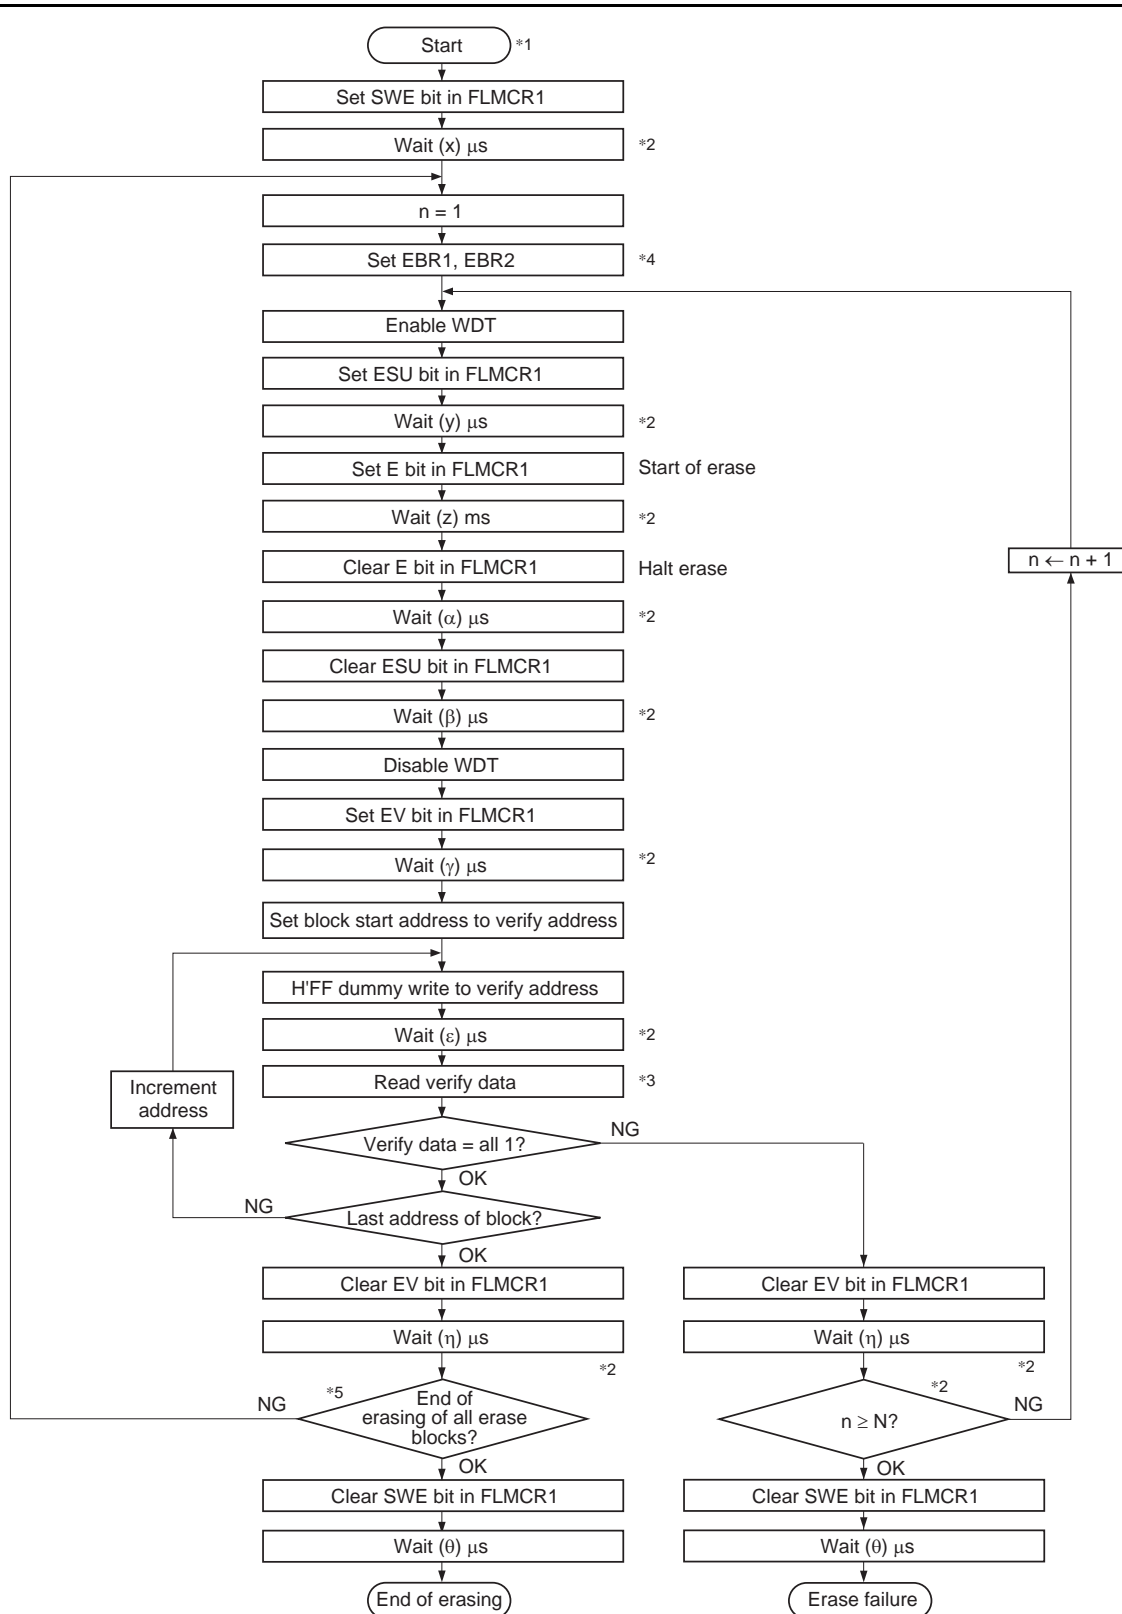 Start *1
Set SWE bit in FLMCR1
Wait (x) μs *2
n = 1
Set EBR1, EBR2 *4
Enable WDT
Set ESU bit in FLMCR1
Wait (y) μs *2
Set E bit in FLMCR1 Start of erase
Wait (z) ms *2
Clear E bit in FLMCR1 Halt erase
n ← n + 1
Wait (α) μs *2
Clear ESU bit in FLMCR1
Wait (β) μs *2
Disable WDT
Set EV bit in FLMCR1
Wait (γ) μs *2
Set block start address to verify address
H'FF dummy write to verify address
Wait (ε) μs *2
Read verify data *3
Increment
address
Verify data = all 1? NG
OK
NG Last address of block?
OK
Clear EV bit in FLMCR1 Clear EV bit in FLMCR1
Wait (η) μs Wait (η) μs
*2 *2
NG *5 End of
erasing of all erase
blocks?
*2 n ≥ N? NG
OK OK
Clear SWE bit in FLMCR1 Clear SWE bit in FLMCR1
Wait (θ) μs Wait (θ) μs
End of erasing Erase failure